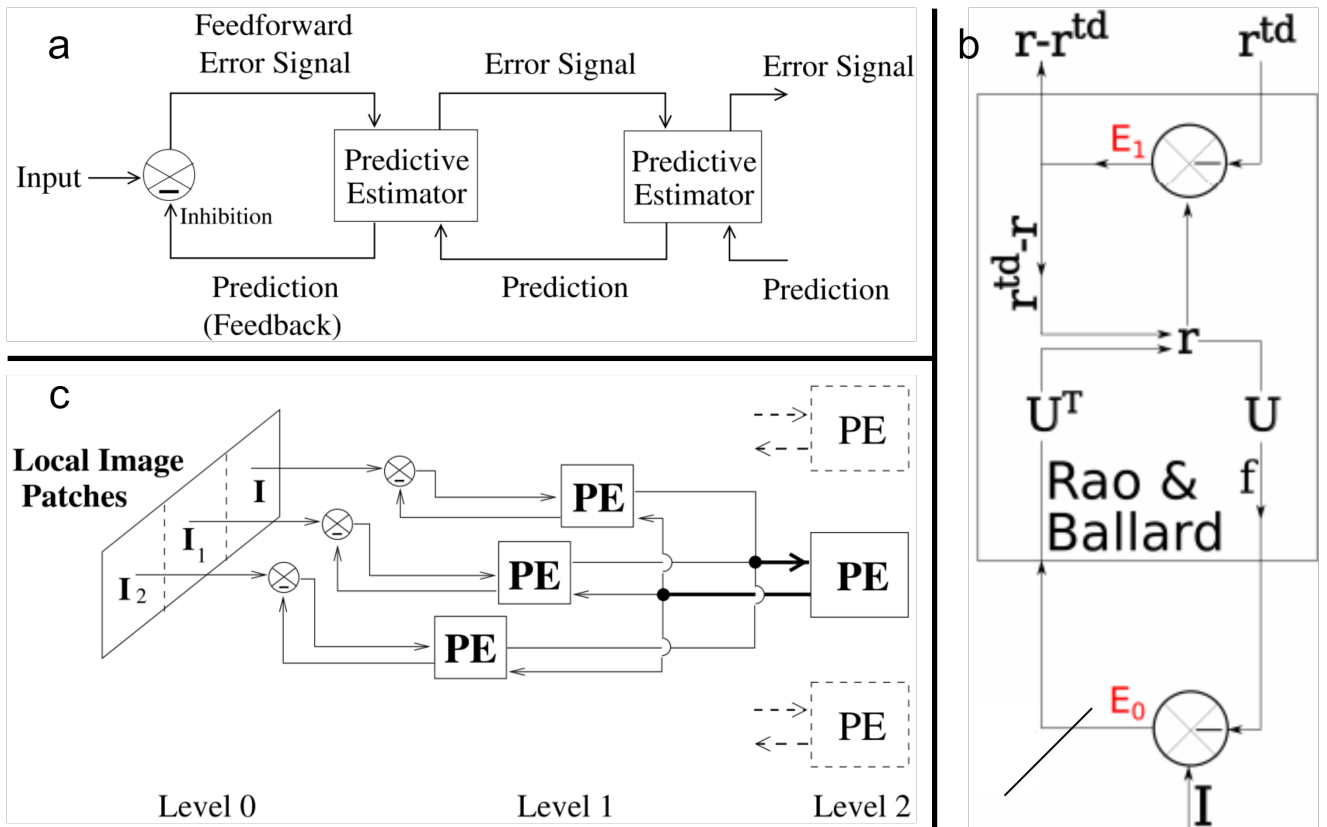 a
Feedforward
Error Signal
Error Signal
Error Signal
Input
Predictive
Estimator
Predictive
Estimator
Inhibition
Prediction
(Feedback)
Prediction
Prediction
b
r-r^td
r^td
E₁
r^td-r
r
U^T
U
Rao &
Ballard
f
E₀
I
c
Local Image
Patches
I
I₁
I₂
PE
PE
PE
PE
PE
PE
Level 0
Level 1
Level 2